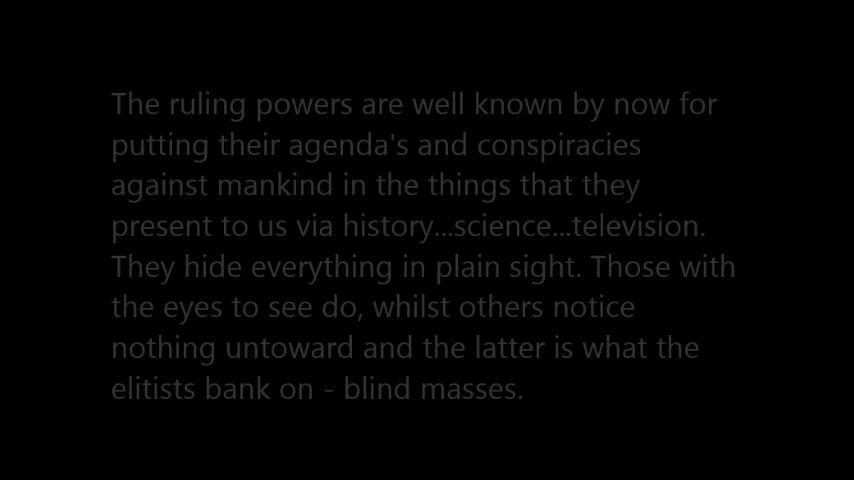 The ruling powers are well known by now for
putting their agenda's and conspiracies
against mankind in the things that they
present to us via history...science...television.
They hide everything in plain sight. Those with
the eyes to see do, whilst others notice
nothing untoward and the latter is what the
elitists bank on - blind masses.